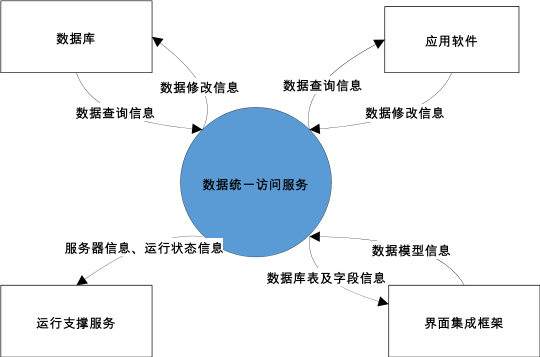 数据库
应用软件
数据修改信息
数据查询信息
数据查询信息
数据修改信息
数据统一访问服务
服务器信息、运行状态信息
数据模型信息
数据库表及字段信息
运行支撑服务
界面集成框架